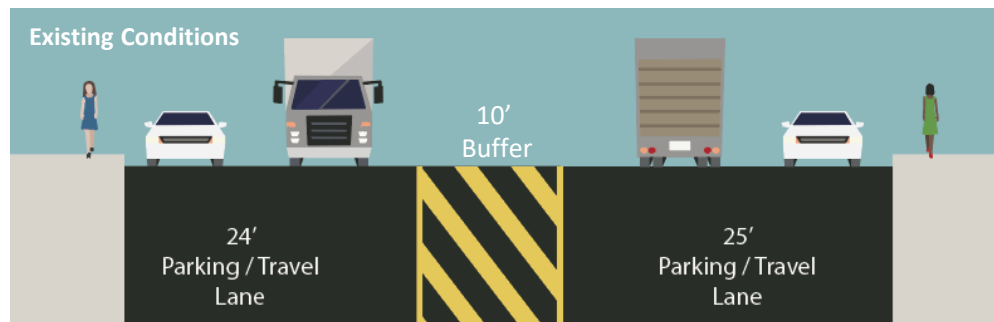 Existing Conditions
10’
Buffer
24’
Parking / Travel
Lane
25’
Parking / Travel
Lane